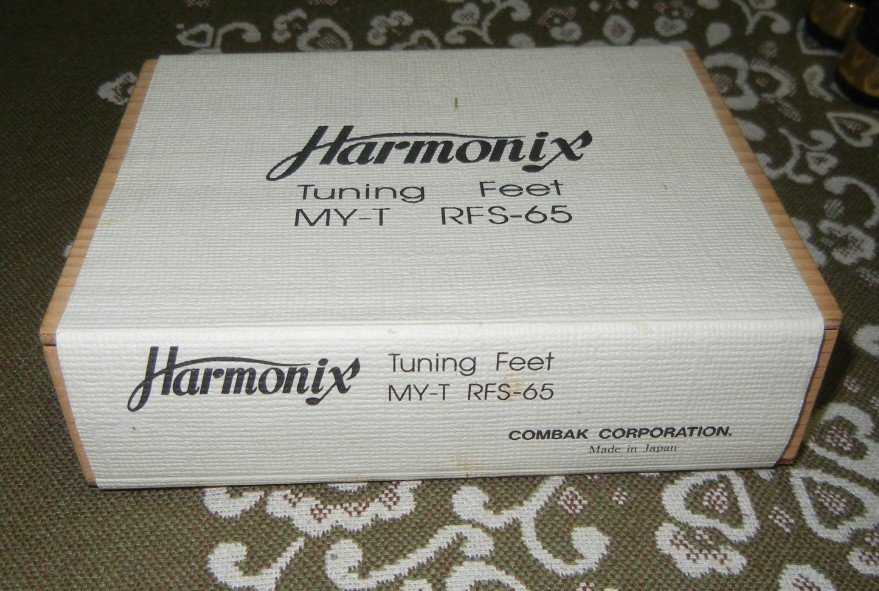 Harmonix
Tuning Feet
MY-T RFS-65
Harmonix
Tuning Feet
MY-T RFS-65
COMBAK CORPORATION.
Made in Japan